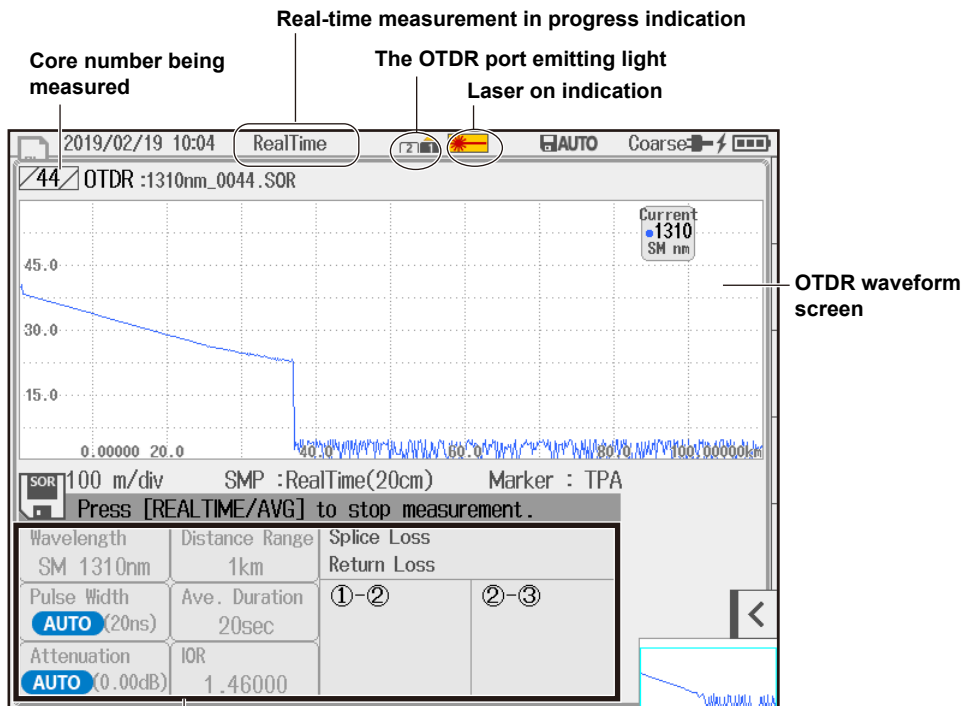 Real-time measurement in progress indication
Core number being
measured
The OTDR port emitting light
Laser on indication
2019/02/19 10:04 RealTime 2 1 AUTO Coarse
44 OTDR :1310nm_0044.SOR
Current
1310
SM nm
45.0
OTDR waveform
screen
30.0
15.0
0.00000 20.0 40.0 60.0 80.0 100.00000km
SOR 100 m/div SMP :RealTime(20cm) Marker : TPA
Press [REALTIME/AVG] to stop measurement.
Wavelength Distance Range Splice Loss
SM 1310nm 1km Return Loss
Pulse Width Ave. Duration ①-② ②-③
AUTO (20ns) 20sec
Attenuation IOR
AUTO (0.00dB) 1.46000